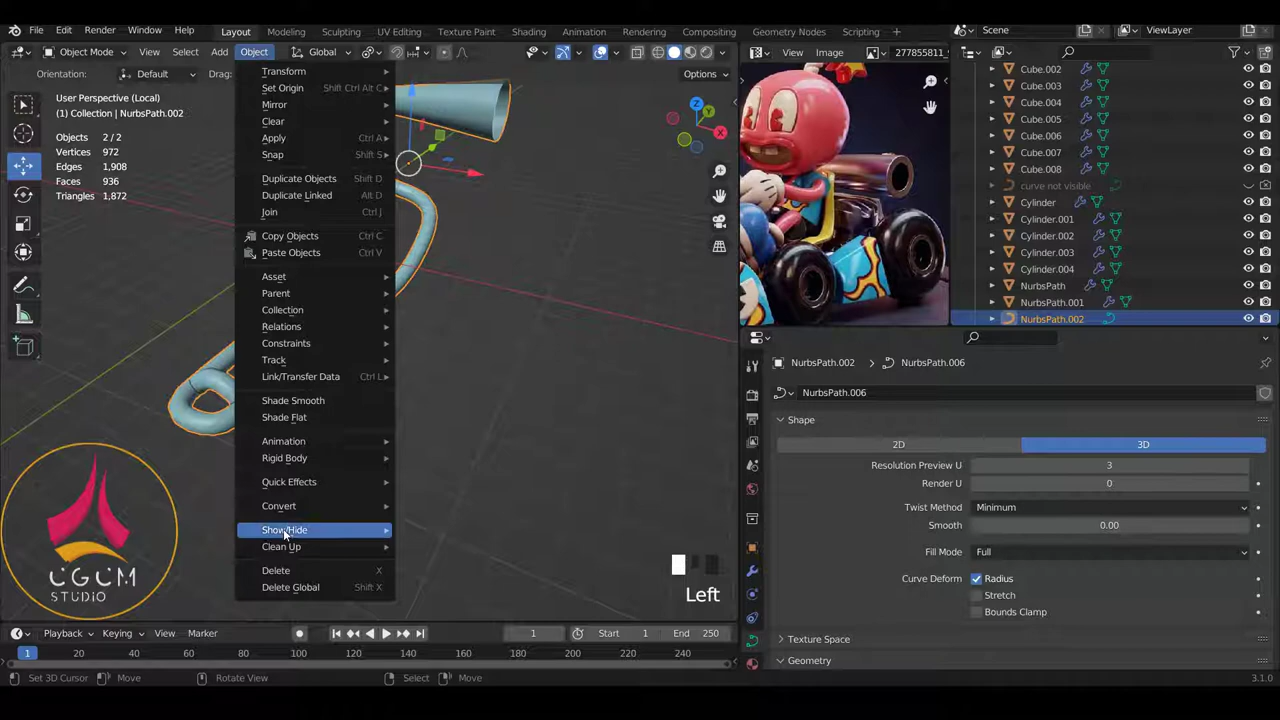 File Edit Render Window Help Layout Modeling Sculpting UV Editing Texture Paint Shading Animation Rendering Compositing Geometry Nodes Scripting Scene ViewLayer
Object Mode View Select Add Object Global View Image 277855811_
Orientation: Default Drag: Options
User Perspective (Local)
(1) Collection | NurbsPath.002
Objects 2 / 2
Vertices 972
Edges 1,908
Faces 936
Triangles 1,872
Transform
Set Origin Shift Ctrl Alt C
Mirror
Clear
Apply Ctrl A
Snap Shift S
Duplicate Objects Shift D
Duplicate Linked Alt D
Join Ctrl J
Copy Objects Ctrl C
Paste Objects Ctrl V
Asset
Parent
Collection
Relations
Constraints
Track
Link/Transfer Data Ctrl L
Shade Smooth
Shade Flat
Animation
Rigid Body
Quick Effects
Convert
Show/Hide
Clean Up
Delete X
Delete Global Shift X
Z
Y
X
Left
Cube.002
Cube.003
Cube.004
Cube.005
Cube.006
Cube.007
Cube.008
curve not visible
Cylinder
Cylinder.001
Cylinder.002
Cylinder.003
Cylinder.004
NurbsPath
NurbsPath.001
NurbsPath.002
NurbsPath.002 > NurbsPath.006
NurbsPath.006
Shape
2D 3D
Resolution Preview U 3
Render U 0
Twist Method Minimum
Smooth 0.00
Fill Mode Full
Curve Deform Radius
Stretch
Bounds Clamp
Texture Space
Geometry
CGCM
STUDIO
Playback Keying View Marker 1 Start 1 End 250
1 20 40 60 80 100 120 140 160 180 200 220 240
Set 3D Cursor Move Rotate View Select Move 3.1.0